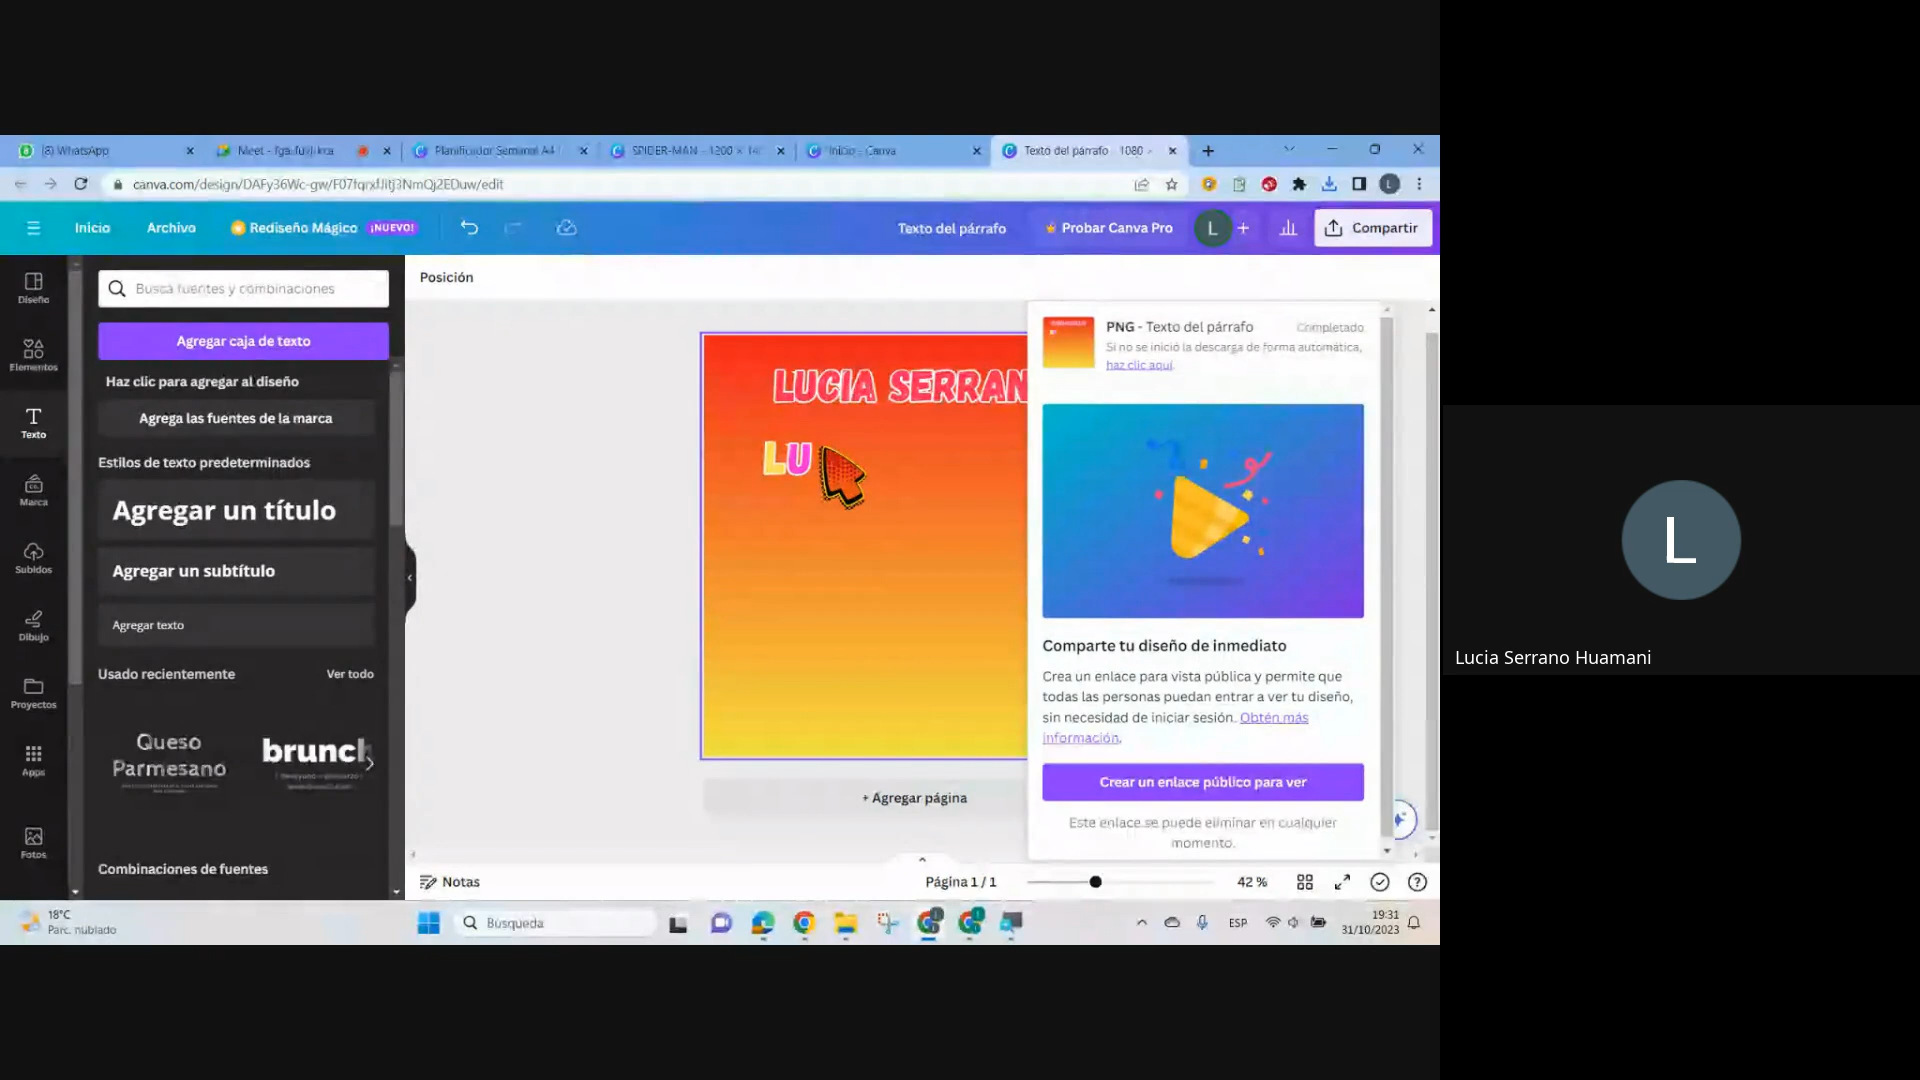 (8) WhatsApp
Planificador Semanal A4
SPIDER-MAN - 1200 ×
Inicio - Canva
Texto del párrafo - 1080
Inicio
Archivo
Rediseño Mágico
¡NUEVO!
Texto del párrafo
Probar Canva Pro
L
Compartir
Posición
Diseño
Elementos
Texto
Marca
Subidos
Dibujo
Proyectos
Apps
Fotos
Busca fuentes y combinaciones
Agregar caja de texto
Haz clic para agregar al diseño
Agrega las fuentes de la marca
Estilos de texto predeterminados
Agregar un título
Agregar un subtítulo
Agregar texto
Usado recientemente
Ver todo
Queso
Parmesano
brunch
Combinaciones de fuentes
LUCIA SERRAN
LU
+ Agregar página
PNG - Texto del párrafo
Completado
Si no se inició la descarga de forma automática,
haz clic aquí.
Comparte tu diseño de inmediato
Crea un enlace para vista pública y permite que
todas las personas puedan entrar a ver tu diseño,
sin necesidad de iniciar sesión. Obtén más
información.
Crear un enlace público para ver
Este enlace se puede eliminar en cualquier
momento.
Notas
Página 1 / 1
42 %
18°C
Parc. nublado
Búsqueda
ESP
19:31
31/10/2023
L
Lucia Serrano Huamani